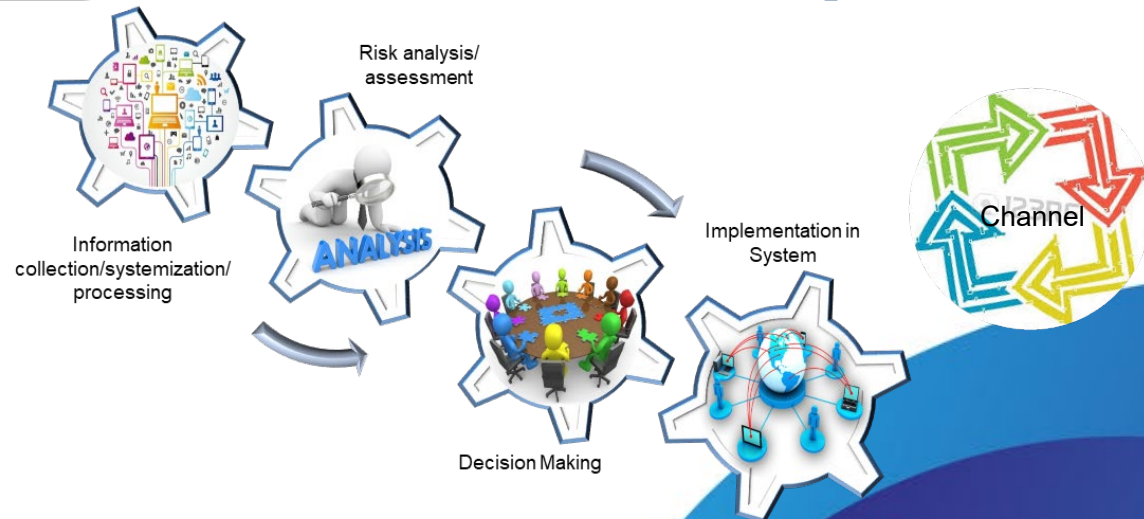 Risk analysis/
assessment
ANALYSIS
Information
collection/systemization/
processing
Implementation in
System
Channel
Decision Making